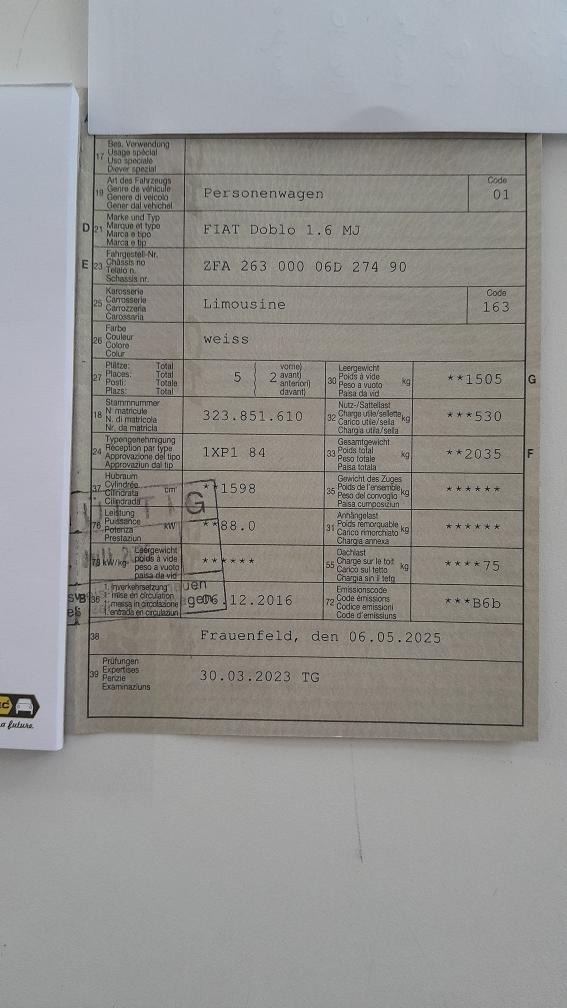 17 Bes. Verwendung
Usage spécial
Uso speciale
Diever spezial
19 Art des Fahrzeugs
Genre de véhicule
Genere di veicolo
Gener dal vehichel
Personenwagen
Code
01
D 21 Marke und Typ
Marque et type
Marca e tipo
Marca e tip
FIAT Doblo 1.6 MJ
E 23 Fahrgestell-Nr.
Châssis no
Telaio n.
Schassis nr.
ZFA 263 000 06D 274 90
25 Karosserie
Carrosserie
Carrozzeria
Carossaria
Limousine
Code
163
26 Farbe
Couleur
Colore
Colur
weiss
27 Plätze: Total
Places: Total
Posti: Totale
Plazs: Total
5 ( 2 vorne)
avant)
anteriori)
davant)
30 Leergewicht
Poids à vide
Peso a vuoto
Paisa da vid
kg
**1505 G
18 Stammnummer
N° matricule
N. di matricola
Nr. da matricla
323.851.610
32 Nutz-/Sattellast
Charge utile/sellette
Carico utile/sella
Chargia utila/sella
kg
***530
24 Typengenehmigung
Réception par type
Approvazione del tipo
Approvaziun dal tip
1XP1 84
33 Gesamtgewicht
Poids total
Peso totale
Paisa totala
kg
**2035 F
37 Hubraum
Cylindrée
Cilindrata
Cilindrada
cm³
**1598
35 Gewicht des Zuges
Poids de l'ensemble
Peso del convoglio
Paisa cumposiziun
kg
******
76 Leistung
Puissance
Potenza
Prestaziun
kW
**88.0
31 Anhängelast
Poids remorquable
Carico rimorchiato
Chargia annexa
kg
******
78 kW/kg Leergewicht
poids à vide
peso a vuoto
paisa da vid
******
55 Dachlast
Charge sur le toit
Carico sul tetto
Chargia sin il tetg
kg
****75
B 36 1. Inverkehrsetzung
1. mise en circulation
1. messa in circolazione
1. entrada en circulaziun
06.12.2016
72 Emissionscode
Code émissions
Codice emissioni
Code d'emissiuns
***B6b
38
Frauenfeld, den 06.05.2025
39 Prüfungen
Expertises
Perizie
Examinaziuns
30.03.2023 TG
TG
a future.